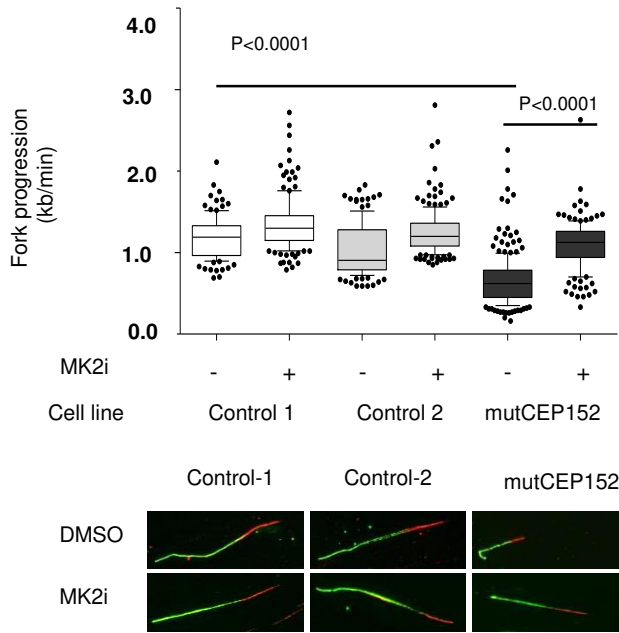 4.0
P<0.0001
3.0
P<0.0001
2.0
1.0
0.0
Fork progression
(kb/min)
MK2i - + - + - +
Cell line Control 1 Control 2 mutCEP152
Control-1 Control-2 mutCEP152
DMSO
MK2i